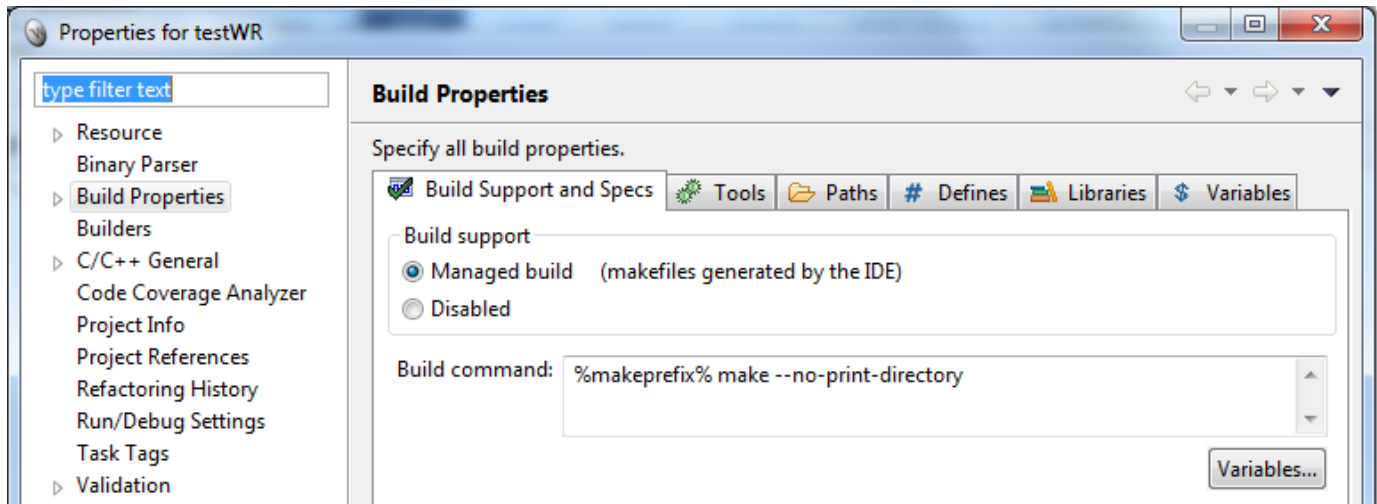 Properties for testWR
type filter text
Resource
Binary Parser
Build Properties
Builders
C/C++ General
Code Coverage Analyzer
Project Info
Project References
Refactoring History
Run/Debug Settings
Task Tags
Validation
Build Properties
Specify all build properties.
Build Support and Specs Tools Paths # Defines Libraries $ Variables
Build support
Managed build (makefiles generated by the IDE)
Disabled
Build command: %makeprefix% make --no-print-directory
Variables...